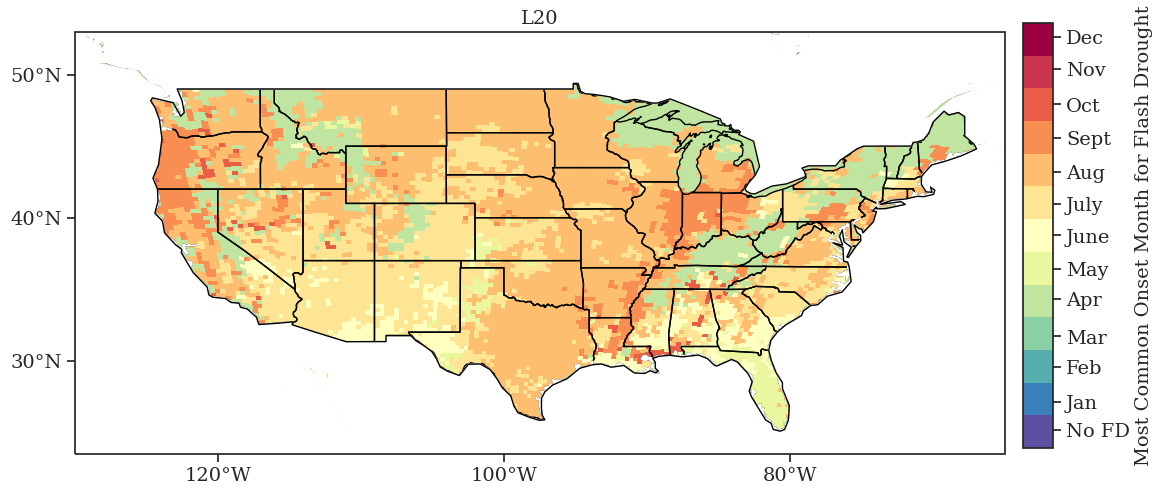 L20
50°N
40°N
30°N
120°W
100°W
80°W
Dec
Nov
Oct
Sept
Aug
July
June
May
Apr
Mar
Feb
Jan
No FD
Most Common Onset Month for Flash Drought